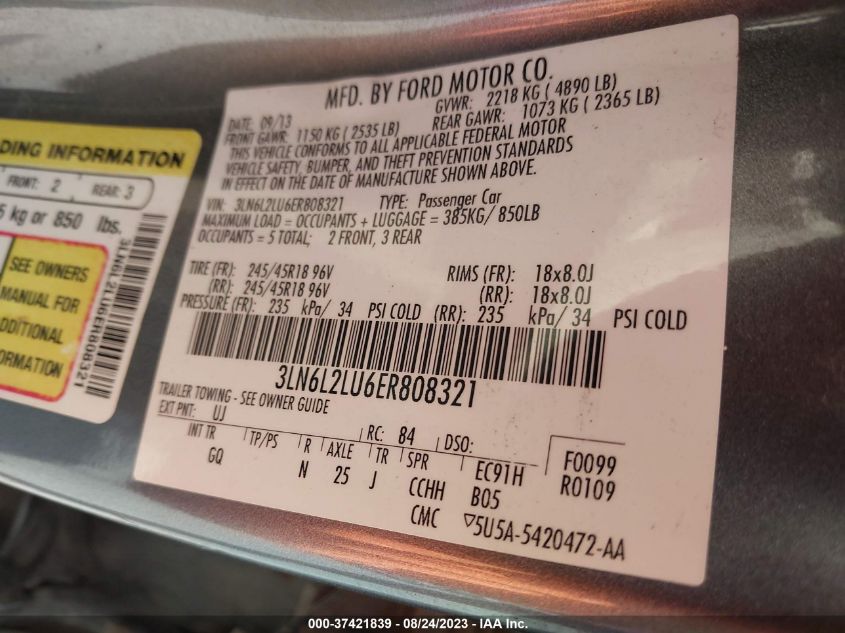 MFD. BY FORD MOTOR CO.
DATE: 09/13 GVWR: 2218 KG ( 4890 LB)
FRONT GAWR: 1150 KG ( 2535 LB) REAR GAWR: 1073 KG ( 2365 LB)
THIS VEHICLE CONFORMS TO ALL APPLICABLE FEDERAL MOTOR
VEHICLE SAFETY, BUMPER, AND THEFT PREVENTION STANDARDS
IN EFFECT ON THE DATE OF MANUFACTURE SHOWN ABOVE.
VIN: 3LN6L2LU6ER808321 TYPE: Passenger Car
MAXIMUM LOAD = OCCUPANTS + LUGGAGE = 385KG/ 850LB
OCCUPANTS = 5 TOTAL; 2 FRONT, 3 REAR
TIRE (FR): 245/45R18 96V RIMS (FR): 18x8.0J
(RR): 245/45R18 96V (RR): 18x8.0J
PRESSURE (FR): 235 kPa/ 34 PSI COLD (RR): 235 kPa/ 34 PSI COLD
3LN6L2LU6ER808321
TRAILER TOWING - SEE OWNER GUIDE
EXT PNT: UJ RC: 84 DSO:
INT TR TP/PS R AXLE TR SPR EC91H F0099
GQ N 25 J CCHH B05 R0109
CMC ▽5U5A-5420472-AA
DING INFORMATION
FRONT: 2 REAR: 3
5 kg or 850 lbs.
SEE OWNERS
MANUAL FOR
DDITIONAL
ORMATION
3LN6L2LU6ER808321
000-37421839 - 08/24/2023 - IAA Inc.